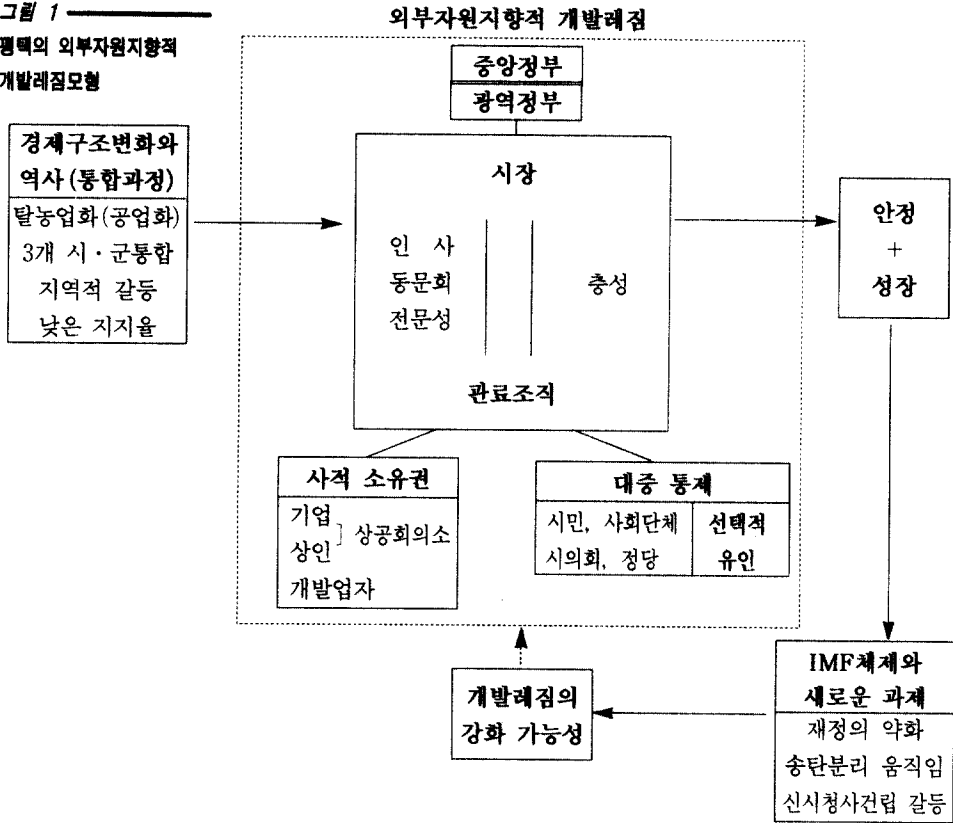 그림 1
평택의 외부자원지향적
개발레짐모형
외부자원지향적 개발레짐
중앙정부
광역정부
경제구조변화와
역사(통합과정)
탈농업화(공업화)
3개 시·군통합
지역적 갈등
낮은 지지율
시장
인 사
동문회
전문성
충성
관료조직
안정
+
성장
사적 소유권
기업
상인
] 상공회의소
개발업자
대중 통제
시민, 사회단체
시의회, 정당
선택적
유인
개발레짐의
강화 가능성
IMF체제와
새로운 과제
재정의 약화
송탄분리 움직임
신시청사건립 갈등